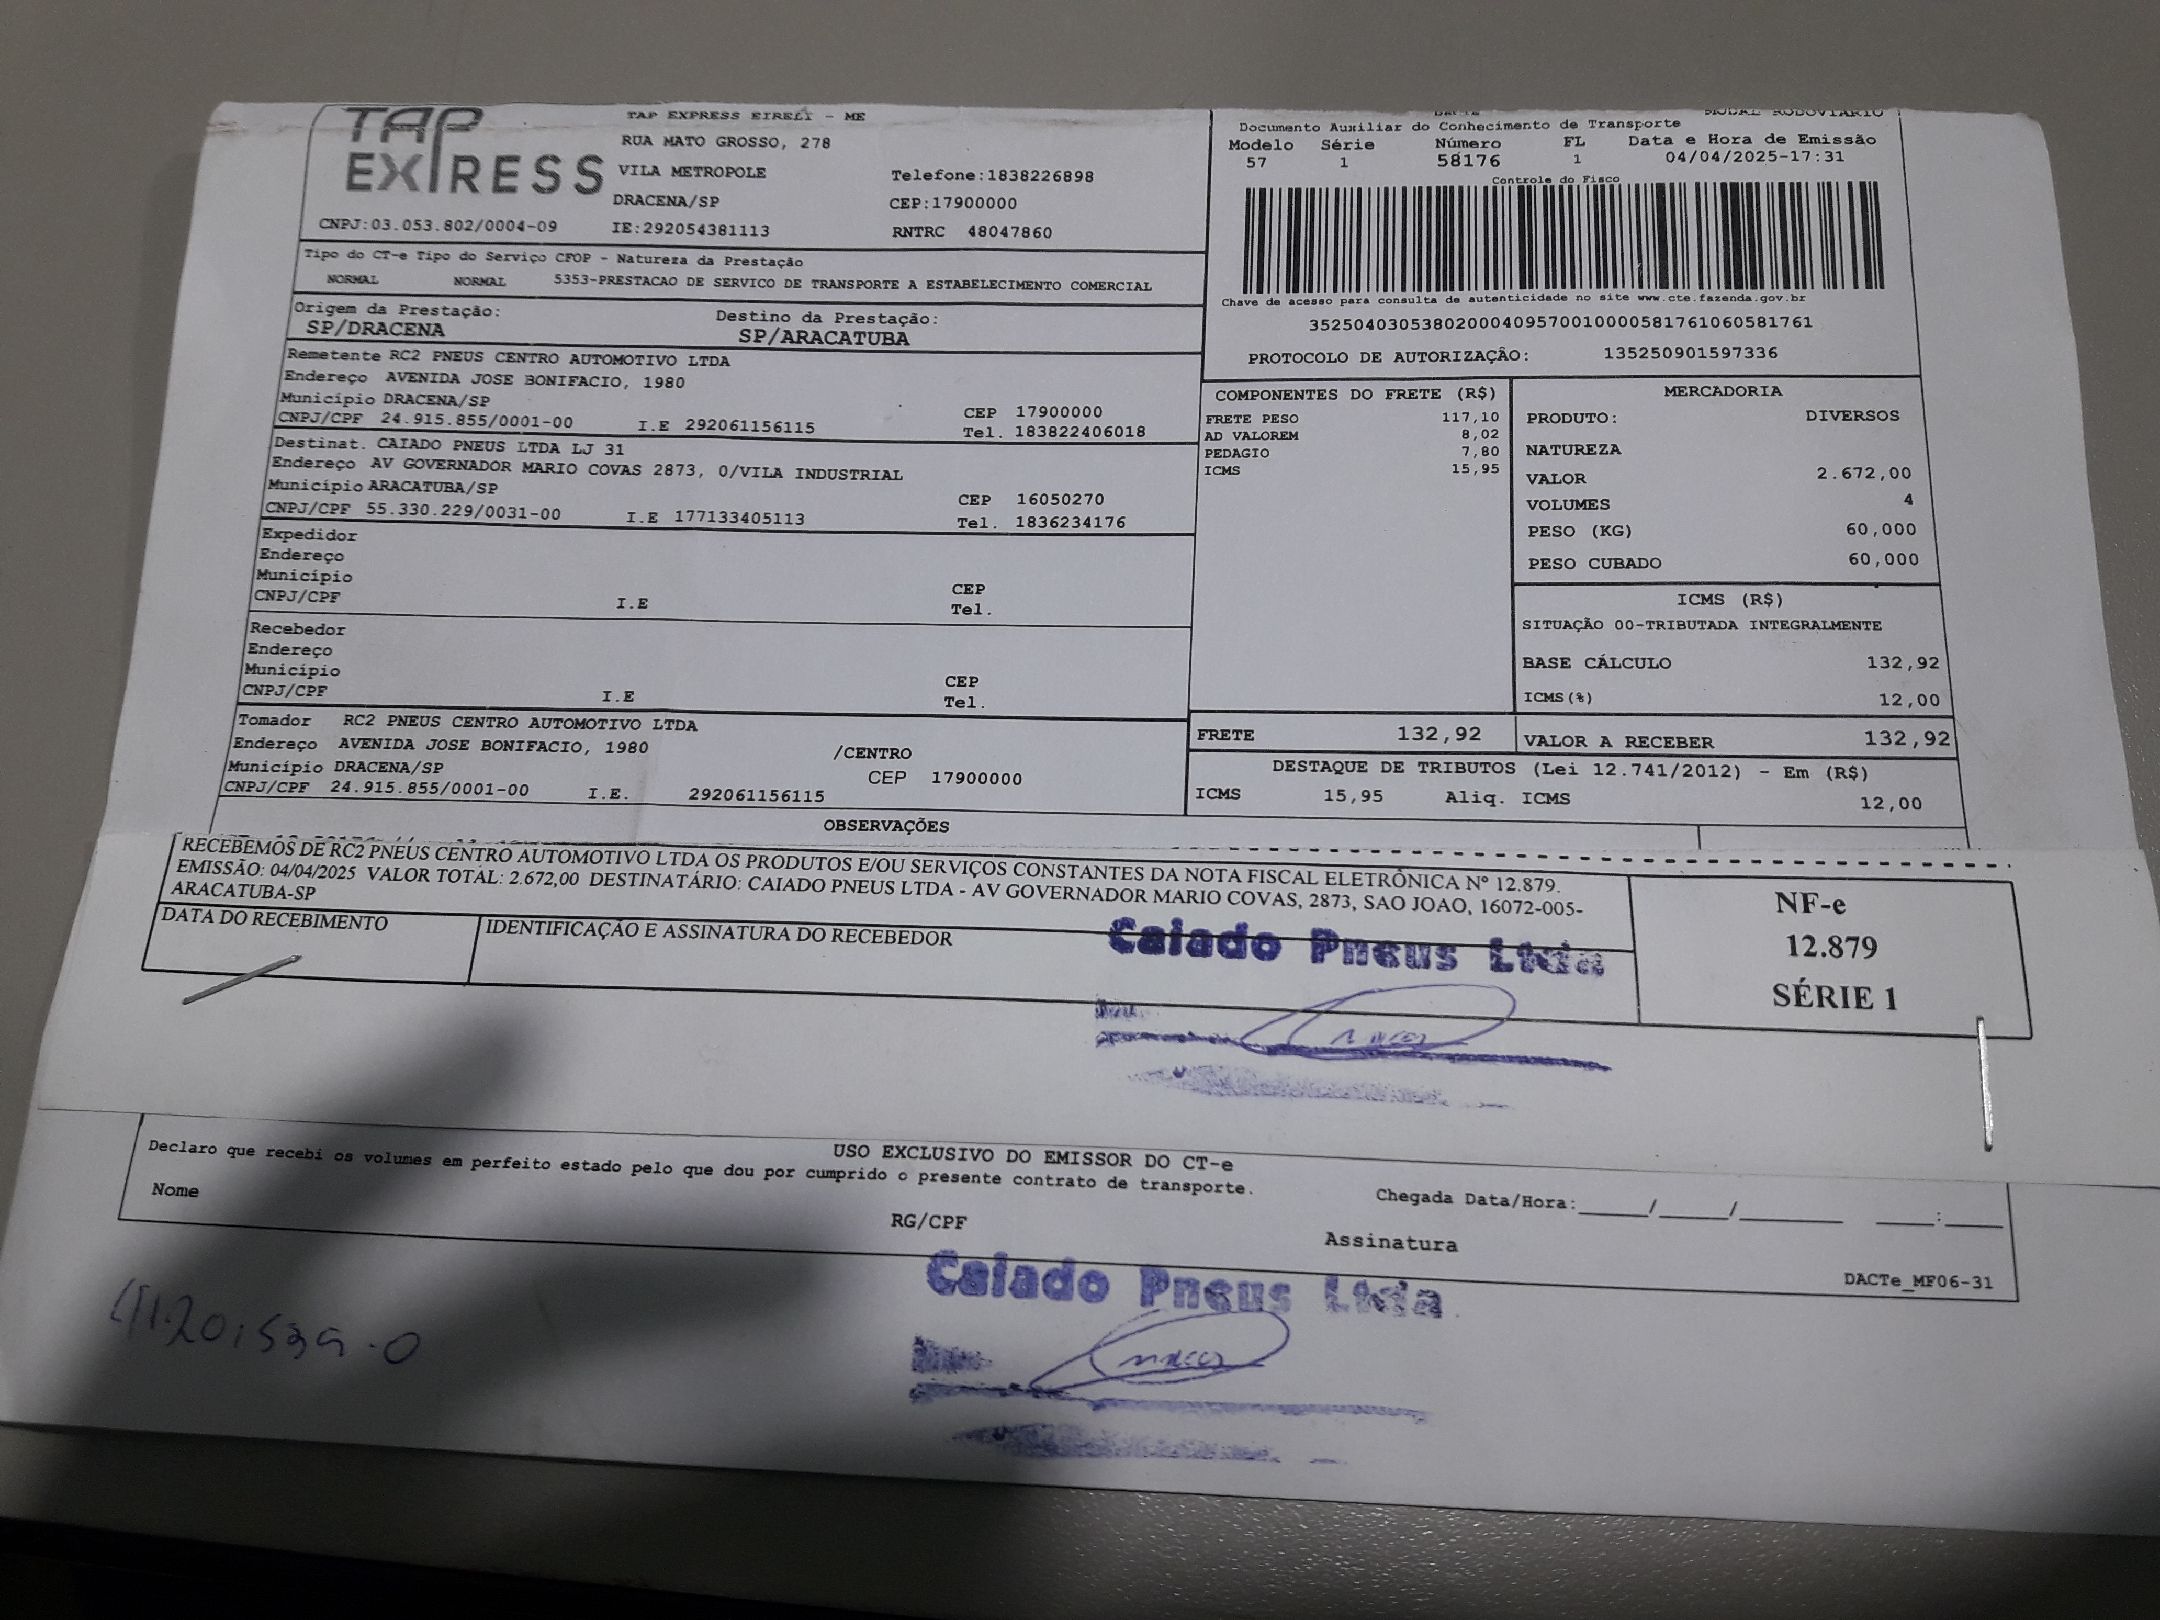 TAP
EXPRESS
TAP EXPRESS EIRELI - ME
RUA MATO GROSSO, 278
VILA METROPOLE Telefone:1838226898
DRACENA/SP CEP:17900000
CNPJ:03.053.802/0004-09 IE:292054381113 RNTRC 48047860
DACTE MODAL RODOVIARIO
Documento Auxiliar do Conhecimento de Transporte
Modelo Série Número FL Data e Hora de Emissão
57 1 58176 1 04/04/2025-17:31
Controle do Fisco
Chave de acesso para consulta de autenticidade no site www.cte.fazenda.gov.br
35250403053802000409570010000581761060581761
PROTOCOLO DE AUTORIZAÇÃO: 135250901597336
Tipo do CT-e Tipo do Serviço CFOP - Natureza da Prestação
NORMAL NORMAL 5353-PRESTACAO DE SERVICO DE TRANSPORTE A ESTABELECIMENTO COMERCIAL
Origem da Prestação: Destino da Prestação:
SP/DRACENA SP/ARACATUBA
Remetente RC2 PNEUS CENTRO AUTOMOTIVO LTDA
Endereço AVENIDA JOSE BONIFACIO, 1980
Município DRACENA/SP CEP 17900000
CNPJ/CPF 24.915.855/0001-00 I.E 292061156115 Tel. 183822406018
Destinat. CAIADO PNEUS LTDA LJ 31
Endereço AV GOVERNADOR MARIO COVAS 2873, 0/VILA INDUSTRIAL
Município ARACATUBA/SP CEP 16050270
CNPJ/CPF 55.330.229/0031-00 I.E 177133405113 Tel. 1836234176
Expedidor
Endereço
Município CEP
CNPJ/CPF I.E Tel.
Recebedor
Endereço
Município CEP
CNPJ/CPF I.E Tel.
Tomador RC2 PNEUS CENTRO AUTOMOTIVO LTDA
Endereço AVENIDA JOSE BONIFACIO, 1980 /CENTRO
Município DRACENA/SP CEP 17900000
CNPJ/CPF 24.915.855/0001-00 I.E. 292061156115
COMPONENTES DO FRETE (R$)
FRETE PESO 117,10
AD VALOREM 8,02
PEDAGIO 7,80
ICMS 15,95
MERCADORIA
PRODUTO: DIVERSOS
NATUREZA
VALOR 2.672,00
VOLUMES 4
PESO (KG) 60,000
PESO CUBADO 60,000
ICMS (R$)
SITUAÇÃO 00-TRIBUTADA INTEGRALMENTE
BASE CÁLCULO 132,92
ICMS(%) 12,00
FRETE 132,92 VALOR A RECEBER 132,92
DESTAQUE DE TRIBUTOS (Lei 12.741/2012) - Em (R$)
ICMS 15,95 Aliq. ICMS 12,00
OBSERVAÇÕES
RECEBEMOS DE RC2 PNEUS CENTRO AUTOMOTIVO LTDA OS PRODUTOS E/OU SERVIÇOS CONSTANTES DA NOTA FISCAL ELETRÔNICA Nº 12.879.
EMISSÃO: 04/04/2025 VALOR TOTAL: 2.672,00 DESTINATÁRIO: CAIADO PNEUS LTDA - AV GOVERNADOR MARIO COVAS, 2873, SAO JOAO, 16072-005-
ARACATUBA-SP
DATA DO RECEBIMENTO IDENTIFICAÇÃO E ASSINATURA DO RECEBEDOR
NF-e
12.879
SÉRIE 1
Caiado Pneus Ltda
USO EXCLUSIVO DO EMISSOR DO CT-e
Declaro que recebi os volumes em perfeito estado pelo que dou por cumprido o presente contrato de transporte.
Nome RG/CPF Assinatura Chegada Data/Hora:_____/_____/________ ____:____
DACTe_MF06-31
Caiado Pneus Ltda